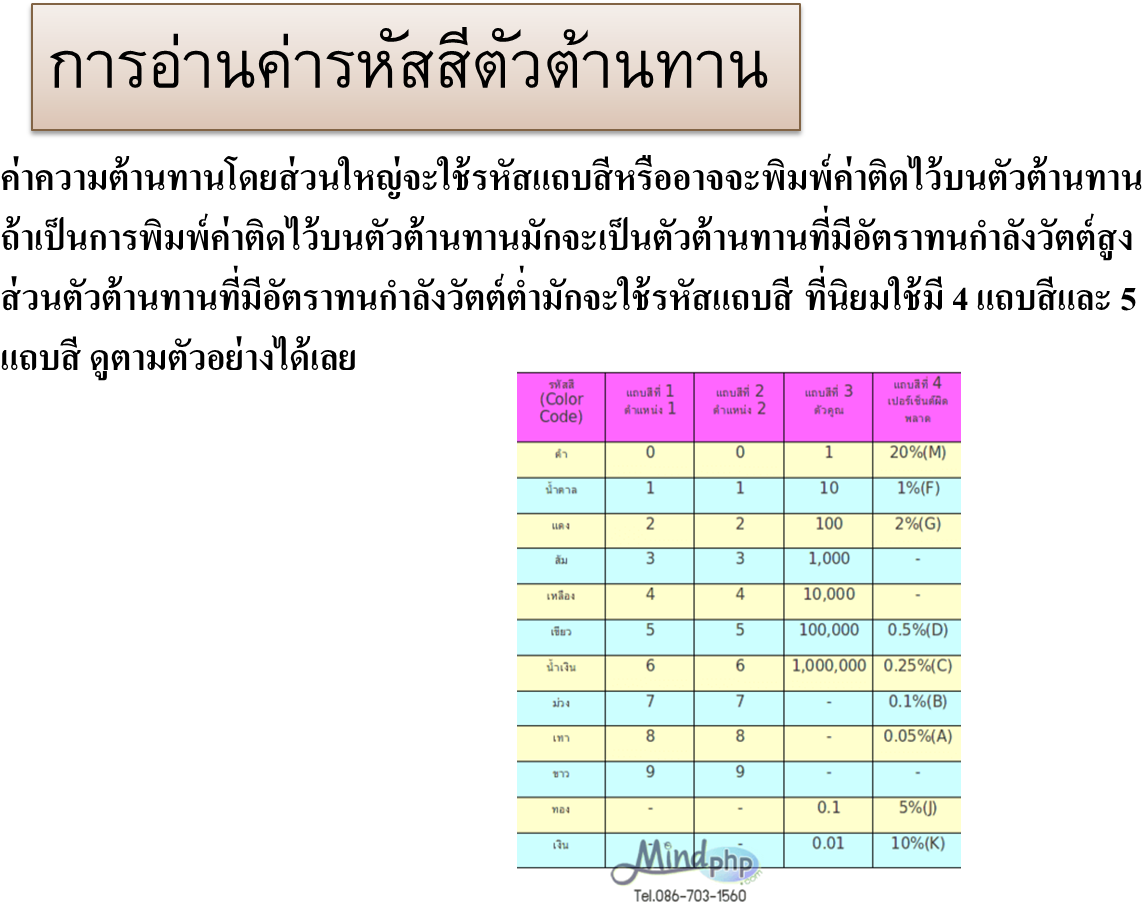 การอ่านค่ารหัสสีตัวต้านทาน
ค่าความต้านทานโดยส่วนใหญ่จะใช้รหัสแถบสีหรืออาจจะพิมพ์ค่าติดไว้บนตัวต้านทาน
ถ้าเป็นการพิมพ์ค่าติดไว้บนตัวต้านทานมักจะเป็นตัวต้านทานที่มีอัตราทนกำลังวัตต์สูง
ส่วนตัวต้านทานที่มีอัตราทนกำลังวัตต์ต่ำมักจะใช้รหัสแถบสี ที่นิยมใช้มี 4 แถบสีและ 5
แถบสี ดูตามตัวอย่างได้เลย
รหัสสี
(Color
Code)
แถบสีที่ 1
ตำแหน่ง 1
แถบสีที่ 2
ตำแหน่ง 2
แถบสีที่ 3
ตัวคูณ
แถบสีที่ 4
เปอร์เซ็นต์ผิด
พลาด
ดำ 0 0 1 20%(M)
น้ำตาล 1 1 10 1%(F)
แดง 2 2 100 2%(G)
ส้ม 3 3 1,000 -
เหลือง 4 4 10,000 -
เขียว 5 5 100,000 0.5%(D)
น้ำเงิน 6 6 1,000,000 0.25%(C)
ม่วง 7 7 - 0.1%(B)
เทา 8 8 - 0.05%(A)
ขาว 9 9 - -
ทอง - - 0.1 5%(J)
เงิน - - 0.01 10%(K)
Mindphp
.com
Tel.086-703-1560